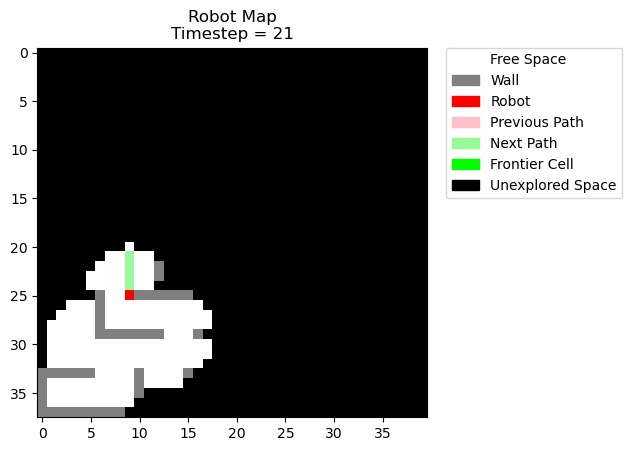 Robot Map
Timestep = 21
Free Space
Wall
Robot
Previous Path
Next Path
Frontier Cell
Unexplored Space
0
5
10
15
20
25
30
35
0 5 10 15 20 25 30 35